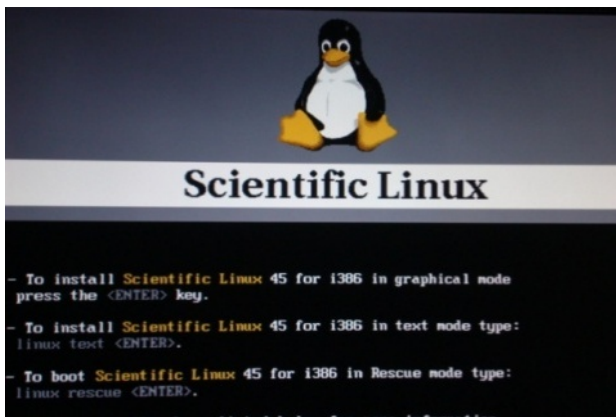 Scientific Linux
- To install Scientific Linux 45 for i386 in graphical mode
press the <ENTER> key.
- To install Scientific Linux 45 for i386 in text mode type:
linux text <ENTER>.
- To boot Scientific Linux 45 for i386 in Rescue mode type:
linux rescue <ENTER>.